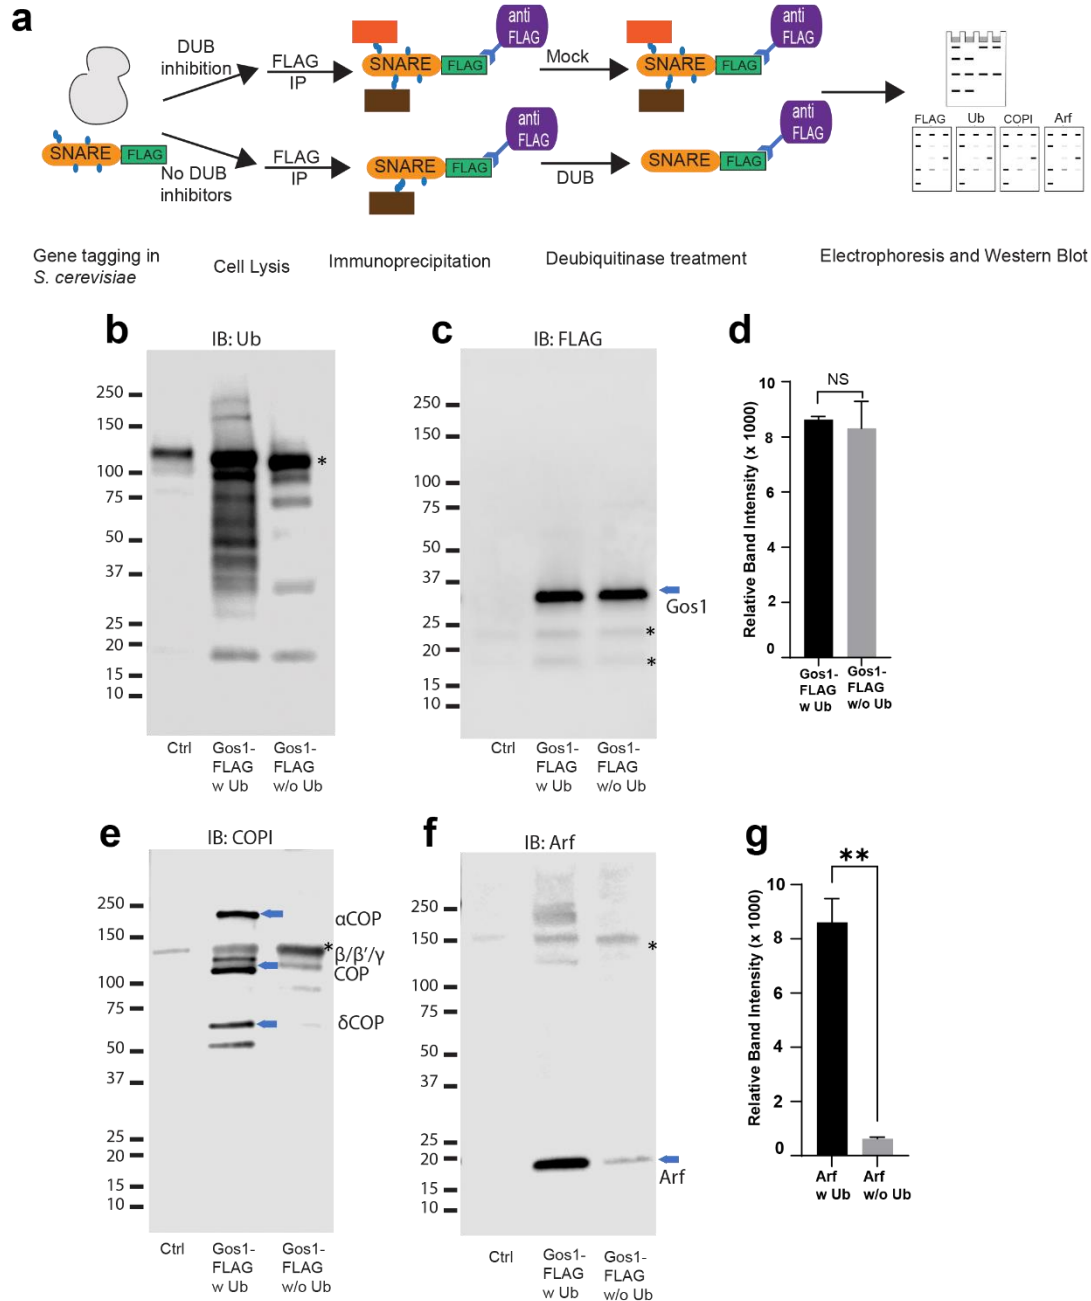 a
DUB
inhibition
FLAG
IP
SNARE
FLAG
anti
FLAG
Mock
SNARE
FLAG
anti
FLAG
SNARE
FLAG
No DUB
inhibitors
FLAG
IP
SNARE
FLAG
anti
FLAG
DUB
SNARE
FLAG
anti
FLAG
FLAG Ub COPI Arf
Gene tagging in
S. cerevisiae
Cell Lysis
Immunoprecipitation
Deubiquitinase treatment
Electrophoresis and Western Blot
b
IB: Ub
250
150
100
75
50
37
25
20
15
10
*
Ctrl
Gos1-
FLAG
w Ub
Gos1-
FLAG
w/o Ub
c
IB: FLAG
250
150
100
75
50
37
25
20
15
10
Gos1
*
*
Ctrl
Gos1-
FLAG
w Ub
Gos1-
FLAG
w/o Ub
d
Relative Band Intensity (x 1000)
10
8
6
4
2
0
NS
Gos1-
FLAG
w Ub
Gos1-
FLAG
w/o Ub
e
IB: COPI
250
150
100
75
50
37
25
20
15
10
αCOP
*
β/β′/γ
COP
δCOP
Ctrl
Gos1-
FLAG
w Ub
Gos1-
FLAG
w/o Ub
f
IB: Arf
250
150
100
75
50
37
25
20
15
10
*
Arf
Ctrl
Gos1-
FLAG
w Ub
Gos1-
FLAG
w/o Ub
g
Relative Band Intensity (x 1000)
10
8
6
4
2
0
**
Arf
w Ub
Arf
w/o Ub